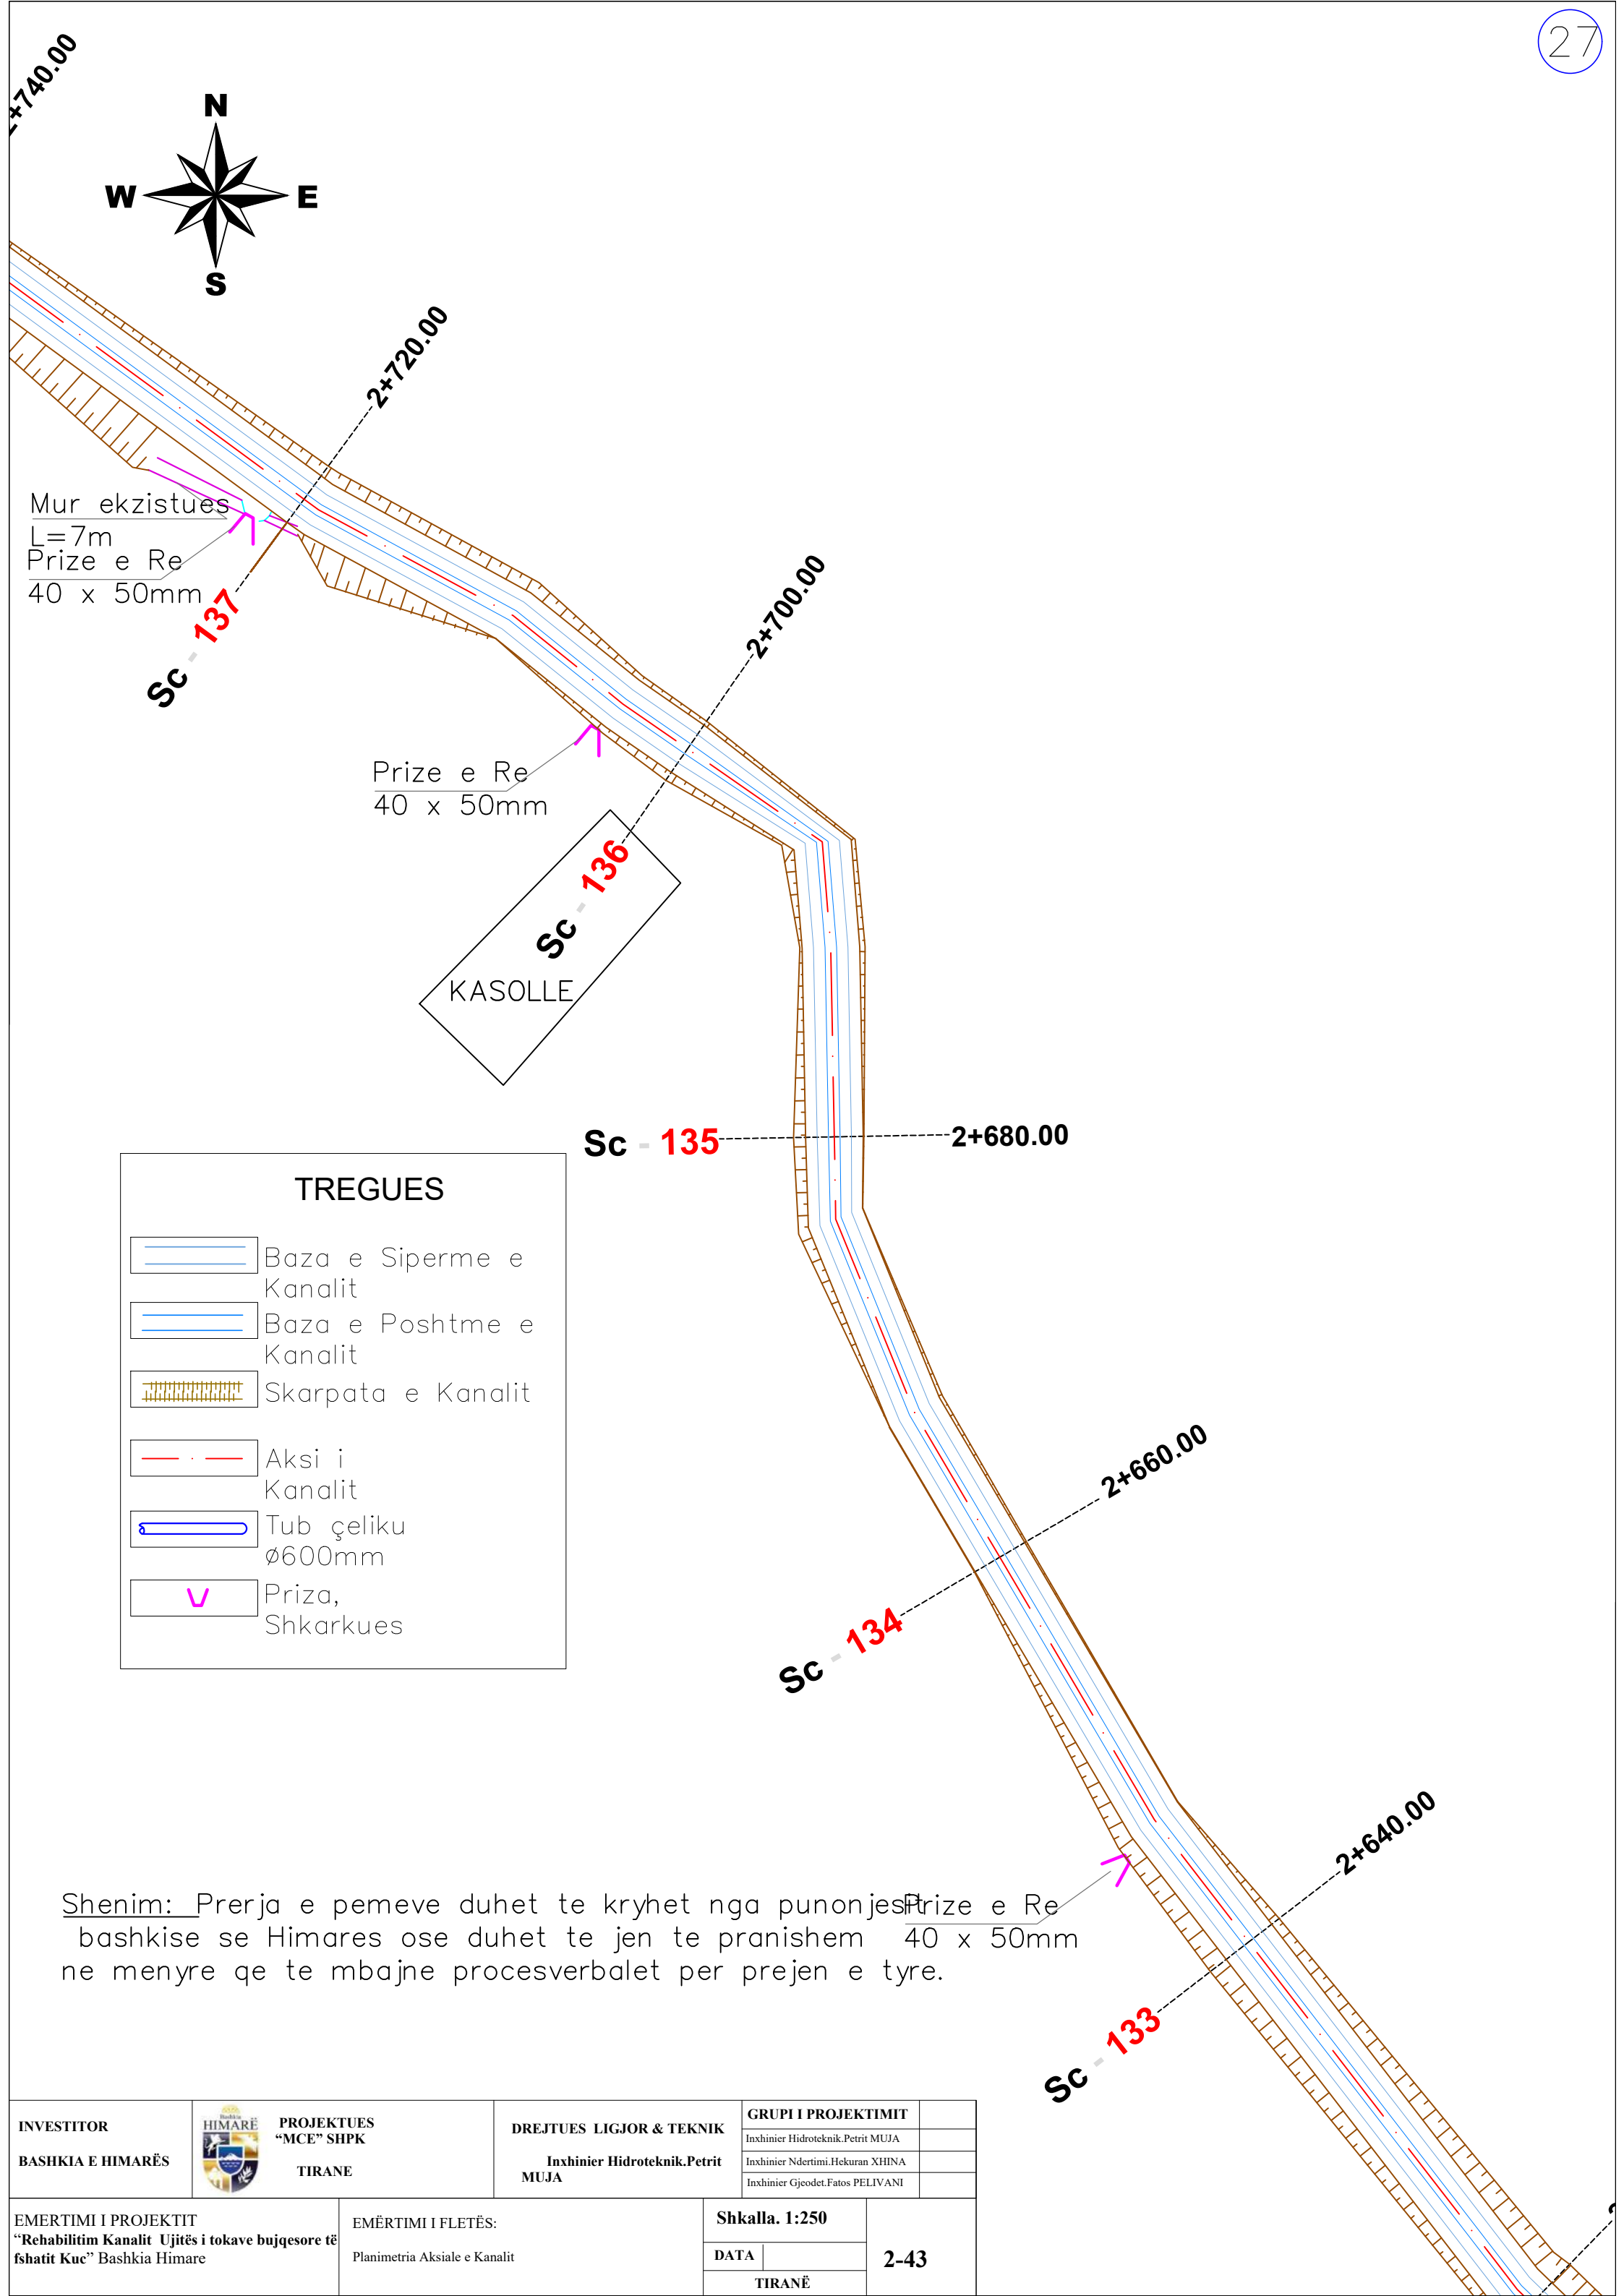 27
2+740.00
N
W
E
S
2+720.00
Mur ekzistues
L=7m
Prize e Re
40 x 50mm
Sc - 137
2+700.00
Prize e Re
40 x 50mm
Sc - 136
KASOLLE
Sc - 135
2+680.00
TREGUES
Baza e Siperme e
Kanalit
Baza e Poshtme e
Kanalit
Skarpata e Kanalit
Aksi i
Kanalit
Tub çeliku
Ø600mm
Priza,
Shkarkues
2+660.00
Sc - 134
2+640.00
Shenim: Prerja e pemeve duhet te kryhet nga punonjesit
bashkise se Himares ose duhet te jen te pranishem
ne menyre qe te mbajne procesverbalet per prejen e tyre.
Prize e Re
40 x 50mm
Sc - 133
INVESTITOR
BASHKIA E HIMARËS
Bashkia
HIMARË
PROJEKTUES
“MCE” SHPK
TIRANE
DREJTUES LIGJOR & TEKNIK
Inxhinier Hidroteknik.Petrit
MUJA
GRUPI I PROJEKTIMIT
Inxhinier Hidroteknik.Petrit MUJA
Inxhinier Ndertimi.Hekuran XHINA
Inxhinier Gjeodet.Fatos PELIVANI
EMERTIMI I PROJEKTIT
“Rehabilitim Kanalit Ujitës i tokave bujqesore të
fshatit Kuc” Bashkia Himare
EMËRTIMI I FLETËS:
Planimetria Aksiale e Kanalit
Shkalla. 1:250
DATA
TIRANË
2-43